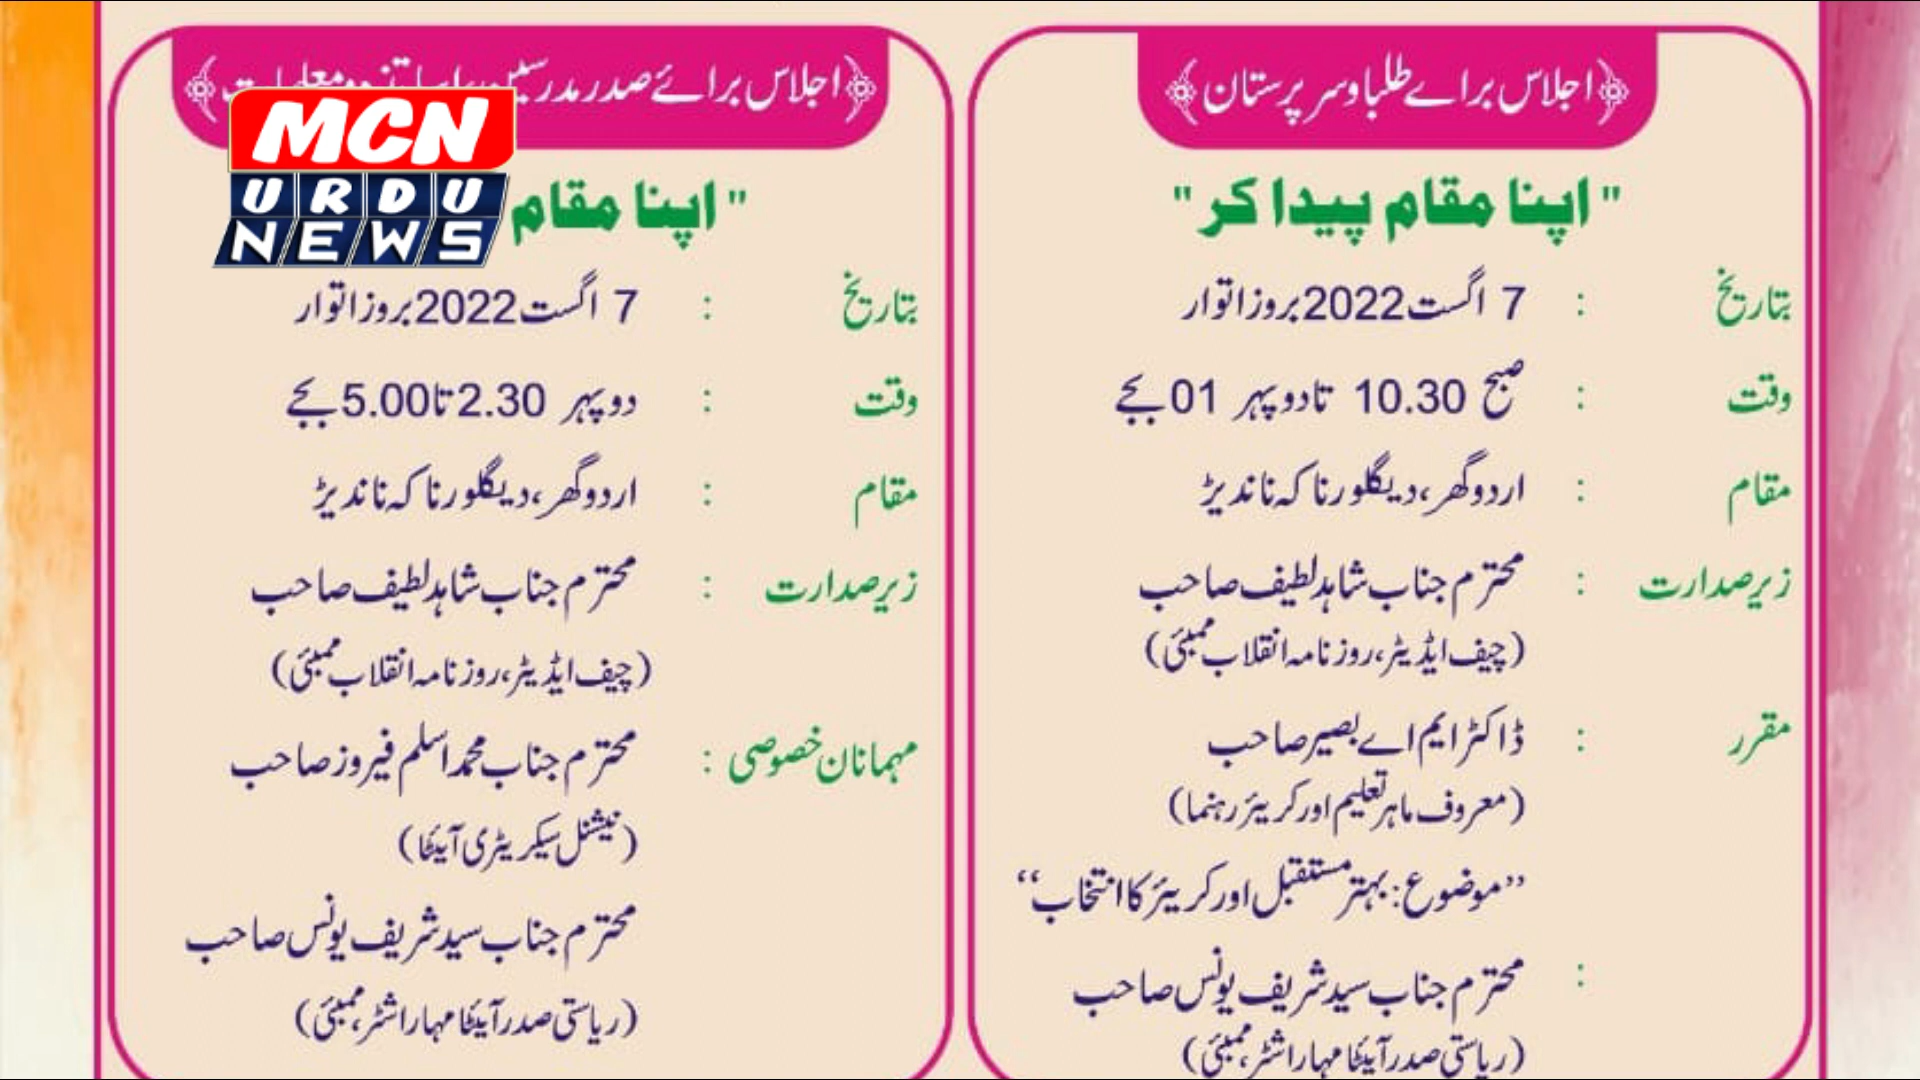 اجلاس برائے طلبا و سرپرستان
" اپنا مقام پیدا کر "
بتاریخ : 7 اگست 2022 بروز اتوار
وقت : صبح 10.30 تا دوپہر 01 بجے
مقام : اردو گھر، دیگلور ناکہ ناندیڑ
زیر صدارت : محترم جناب شاہد لطیف صاحب
(چیف ایڈیٹر، روزنامہ انقلاب ممبئی)
مقرر : ڈاکٹر ایم اے بصیر صاحب
(معروف ماہر تعلیم اور کریئر رہنما)
”موضوع: بہتر مستقبل اور کریئر کا انتخاب“
: محترم جناب سید شریف یونس صاحب
(ریاستی صدر آئیٹا مہاراشٹر، ممبئی)
اجلاس برائے صدر مدرسین
" اپنا مقام
بتاریخ : 7 اگست 2022 بروز اتوار
وقت : دوپہر 2.30 تا 5.00 بجے
مقام : اردو گھر، دیگلور ناکہ ناندیڑ
زیر صدارت : محترم جناب شاہد لطیف صاحب
(چیف ایڈیٹر، روزنامہ انقلاب ممبئی)
مہمانان خصوصی : محترم جناب محمد اسلم فیروز صاحب
(نیشنل سیکریٹری آئیٹا)
محترم جناب سید شریف یونس صاحب
(ریاستی صدر آئیٹا مہاراشٹر، ممبئی)
MCN
URDU
NEWS